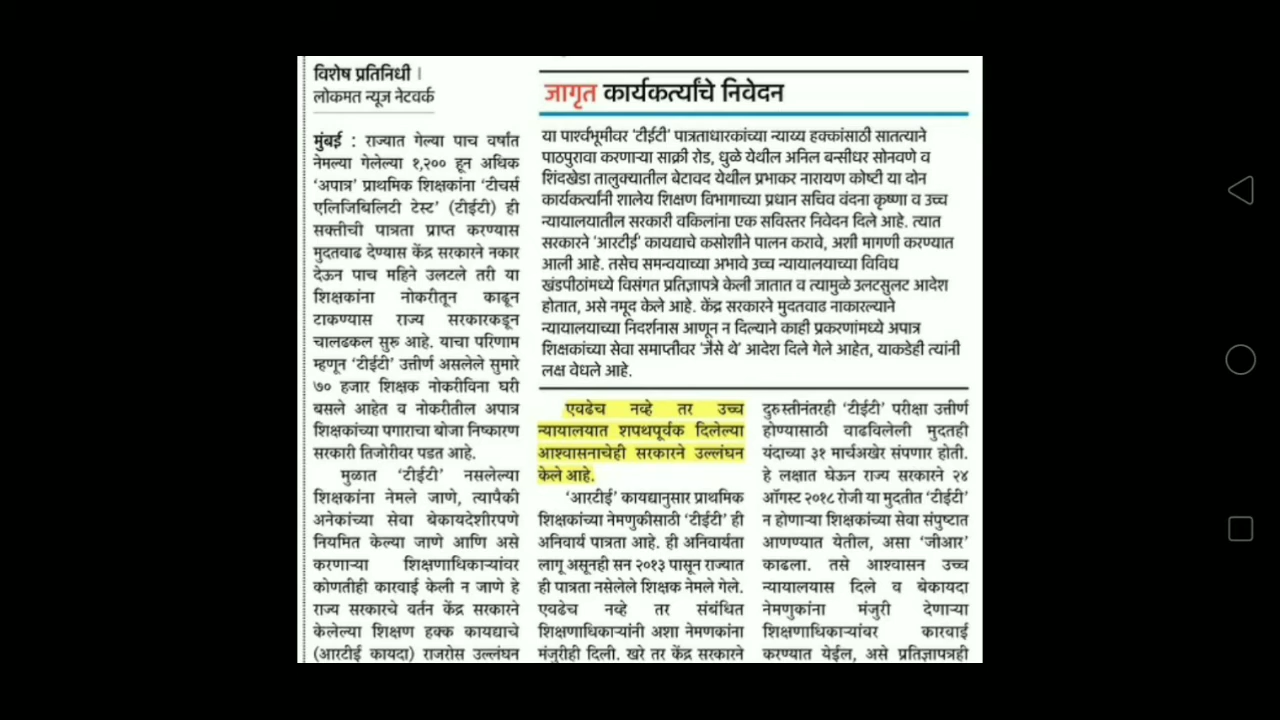 विशेष प्रतिनिधी ।
लोकमत न्यूज नेटवर्क
मुंबई : राज्यात गेल्या पाच वर्षांत
नेमल्या गेलेल्या १,२०० हून अधिक
'अपात्र' प्राथमिक शिक्षकांना 'टीचर्स
एलिजिबिलिटी टेस्ट' (टीईटी) ही
सक्तीची पात्रता प्राप्त करण्यास
मुदतवाढ देण्यास केंद्र सरकारने नकार
देऊन पाच महिने उलटले तरी या
शिक्षकांना नोकरीतून काढून
टाकण्यास राज्य सरकारकडून
चालढकल सुरु आहे. याचा परिणाम
म्हणून 'टीईटी' उत्तीर्ण असलेले सुमारे
७० हजार शिक्षक नोकरीविना घरी
बसले आहेत व नोकरीतील अपात्र
शिक्षकांच्या पगाराचा बोजा निष्कारण
सरकारी तिजोरीवर पडत आहे.
मुळात 'टीईटी' नसलेल्या
शिक्षकांना नेमले जाणे, त्यापैकी
अनेकांच्या सेवा बेकायदेशीरपणे
नियमित केल्या जाणे आणि असे
करणाऱ्या शिक्षणाधिकाऱ्यांवर
कोणतीही कारवाई केली न जाणे हे
राज्य सरकारचे वर्तन केंद्र सरकारने
केलेल्या शिक्षण हक्क कायद्याचे
(आरटीई कायदा) राजरोस उल्लंघन
जागृत कार्यकर्त्यांचे निवेदन
या पार्श्वभूमीवर 'टीईटी' पात्रताधारकांच्या न्याय्य हक्कांसाठी सातत्याने
पाठपुरावा करणाऱ्या साक्री रोड, धुळे येथील अनिल बन्सीधर सोनवणे व
शिंदखेडा तालुक्यातील बेटावद येथील प्रभाकर नारायण कोष्टी या दोन
कार्यकर्त्यांनी शालेय शिक्षण विभागाच्या प्रधान सचिव वंदना कृष्णा व उच्च
न्यायालयातील सरकारी वकिलांना एक सविस्तर निवेदन दिले आहे. त्यात
सरकारने 'आरटीई' कायद्याचे कसोशीने पालन करावे, अशी मागणी करण्यात
आली आहे. तसेच समन्वयाच्या अभावे उच्च न्यायालयाच्या विविध
खंडपीठांमध्ये विसंगत प्रतिज्ञापत्रे केली जातात व त्यामुळे उलटसुलट आदेश
होतात, असे नमूद केले आहे. केंद्र सरकारने मुदतवाढ नाकारल्याने
न्यायालयाच्या निदर्शनास आणून न दिल्याने काही प्रकरणांमध्ये अपात्र
शिक्षकांच्या सेवा समाप्तीवर 'जैसे थे' आदेश दिले गेले आहेत, याकडेही त्यांनी
लक्ष वेधले आहे.
एवढेच नव्हे तर उच्च
न्यायालयात शपथपूर्वक दिलेल्या
आश्वासनाचेही सरकारने उल्लंघन
केले आहे.
'आरटीई' कायद्यानुसार प्राथमिक
शिक्षकांच्या नेमणुकीसाठी 'टीईटी' ही
अनिवार्य पात्रता आहे. ही अनिवार्यता
लागू असूनही सन २०१३ पासून राज्यात
ही पात्रता नसेलेले शिक्षक नेमले गेले.
एवढेच नव्हे तर संबंधित
शिक्षणाधिकाऱ्यांनी अशा नेमणकांना
मंजूरीही दिली. खरे तर केंद्र सरकारने
दुरुस्तीनंतरही 'टीईटी' परीक्षा उत्तीर्ण
होण्यासाठी वाढविलेली मुदतही
यंदाच्या ३१ मार्चअखेर संपणार होती.
हे लक्षात घेऊन राज्य सरकारने २४
ऑगस्ट २०१८ रोजी या मुदतीत 'टीईटी'
न होणाऱ्या शिक्षकांच्या सेवा संपुष्टात
आणण्यात येतील, असा 'जीआर'
काढला. तसे आश्वासन उच्च
न्यायालयास दिले व बेकायदा
नेमणुकांना मंजुरी देणाऱ्या
शिक्षणाधिकाऱ्यांवर कारवाई
करण्यात येईल, असे प्रतिज्ञापत्रही